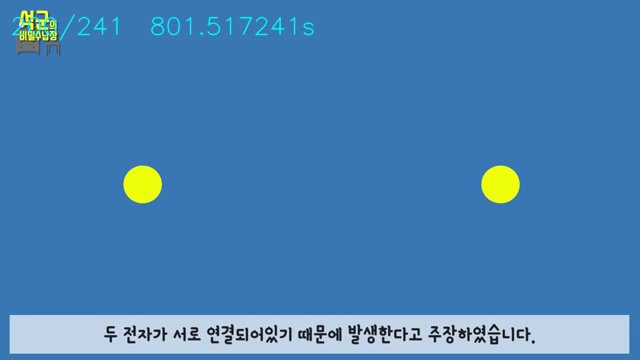 석군의
비밀수납장
/241 801.517241s
두 전자가 서로 연결되어있기 때문에 발생한다고 주장하였습니다.